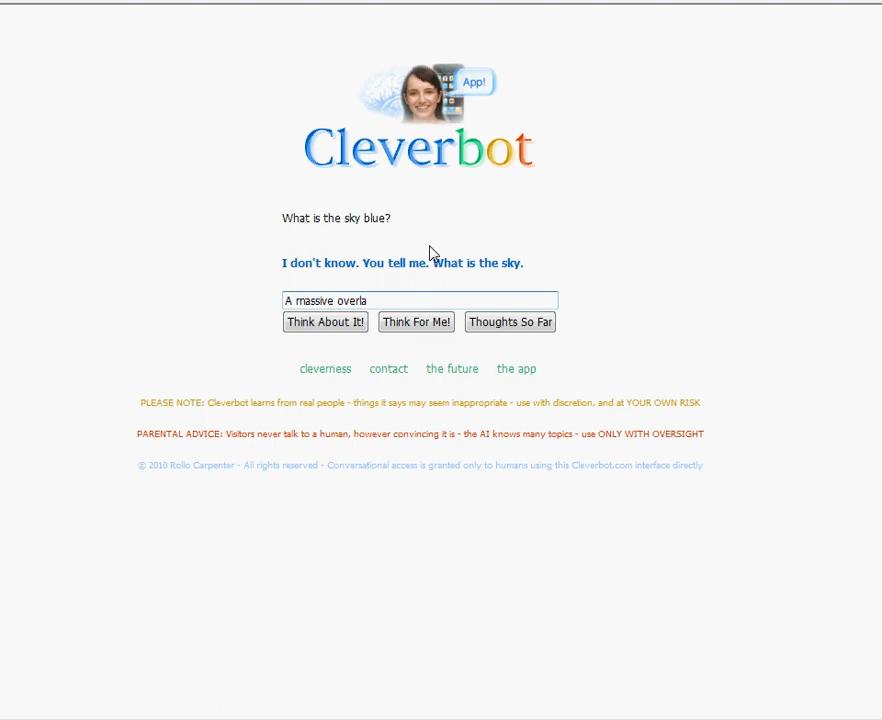 App!
Cleverbot
What is the sky blue?
I don't know. You tell me. What is the sky.
A massive overla
Think About It! Think For Me! Thoughts So Far
cleverness contact the future the app
PLEASE NOTE: Cleverbot learns from real people - things it says may seem inappropriate - use with discretion, and at YOUR OWN RISK
PARENTAL ADVICE: Visitors never talk to a human, however convincing it is - the AI knows many topics - use ONLY WITH OVERSIGHT
© 2010 Rollo Carpenter - All rights reserved - Conversational access is granted only to humans using this Cleverbot.com interface directly